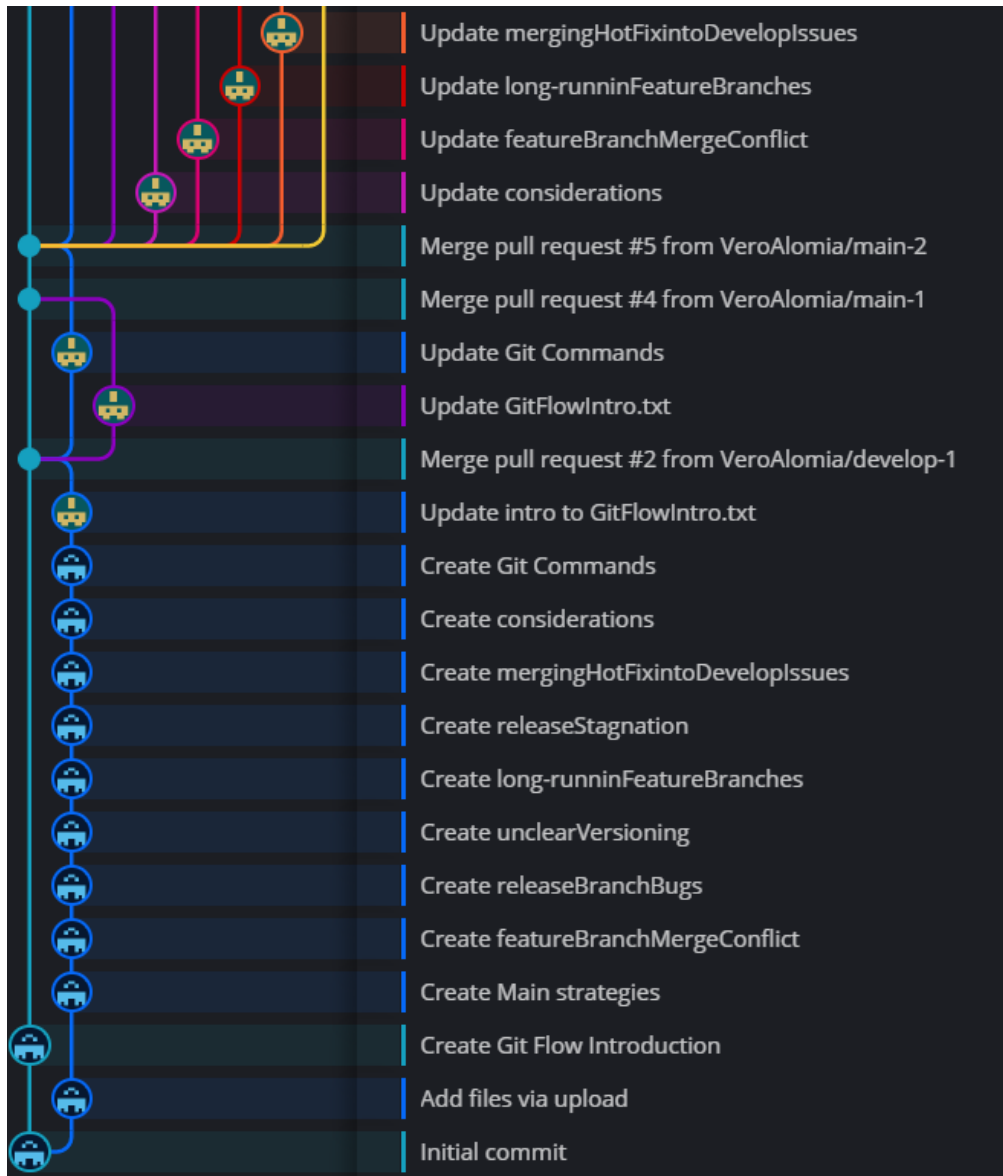 Update mergingHotFixintoDevelopIssues
Update long-runninFeatureBranches
Update featureBranchMergeConflict
Update considerations
Merge pull request #5 from VeroAlomia/main-2
Merge pull request #4 from VeroAlomia/main-1
Update Git Commands
Update GitFlowIntro.txt
Merge pull request #2 from VeroAlomia/develop-1
Update intro to GitFlowIntro.txt
Create Git Commands
Create considerations
Create mergingHotFixintoDevelopIssues
Create releaseStagnation
Create long-runninFeatureBranches
Create unclearVersioning
Create releaseBranchBugs
Create featureBranchMergeConflict
Create Main strategies
Create Git Flow Introduction
Add files via upload
Initial commit